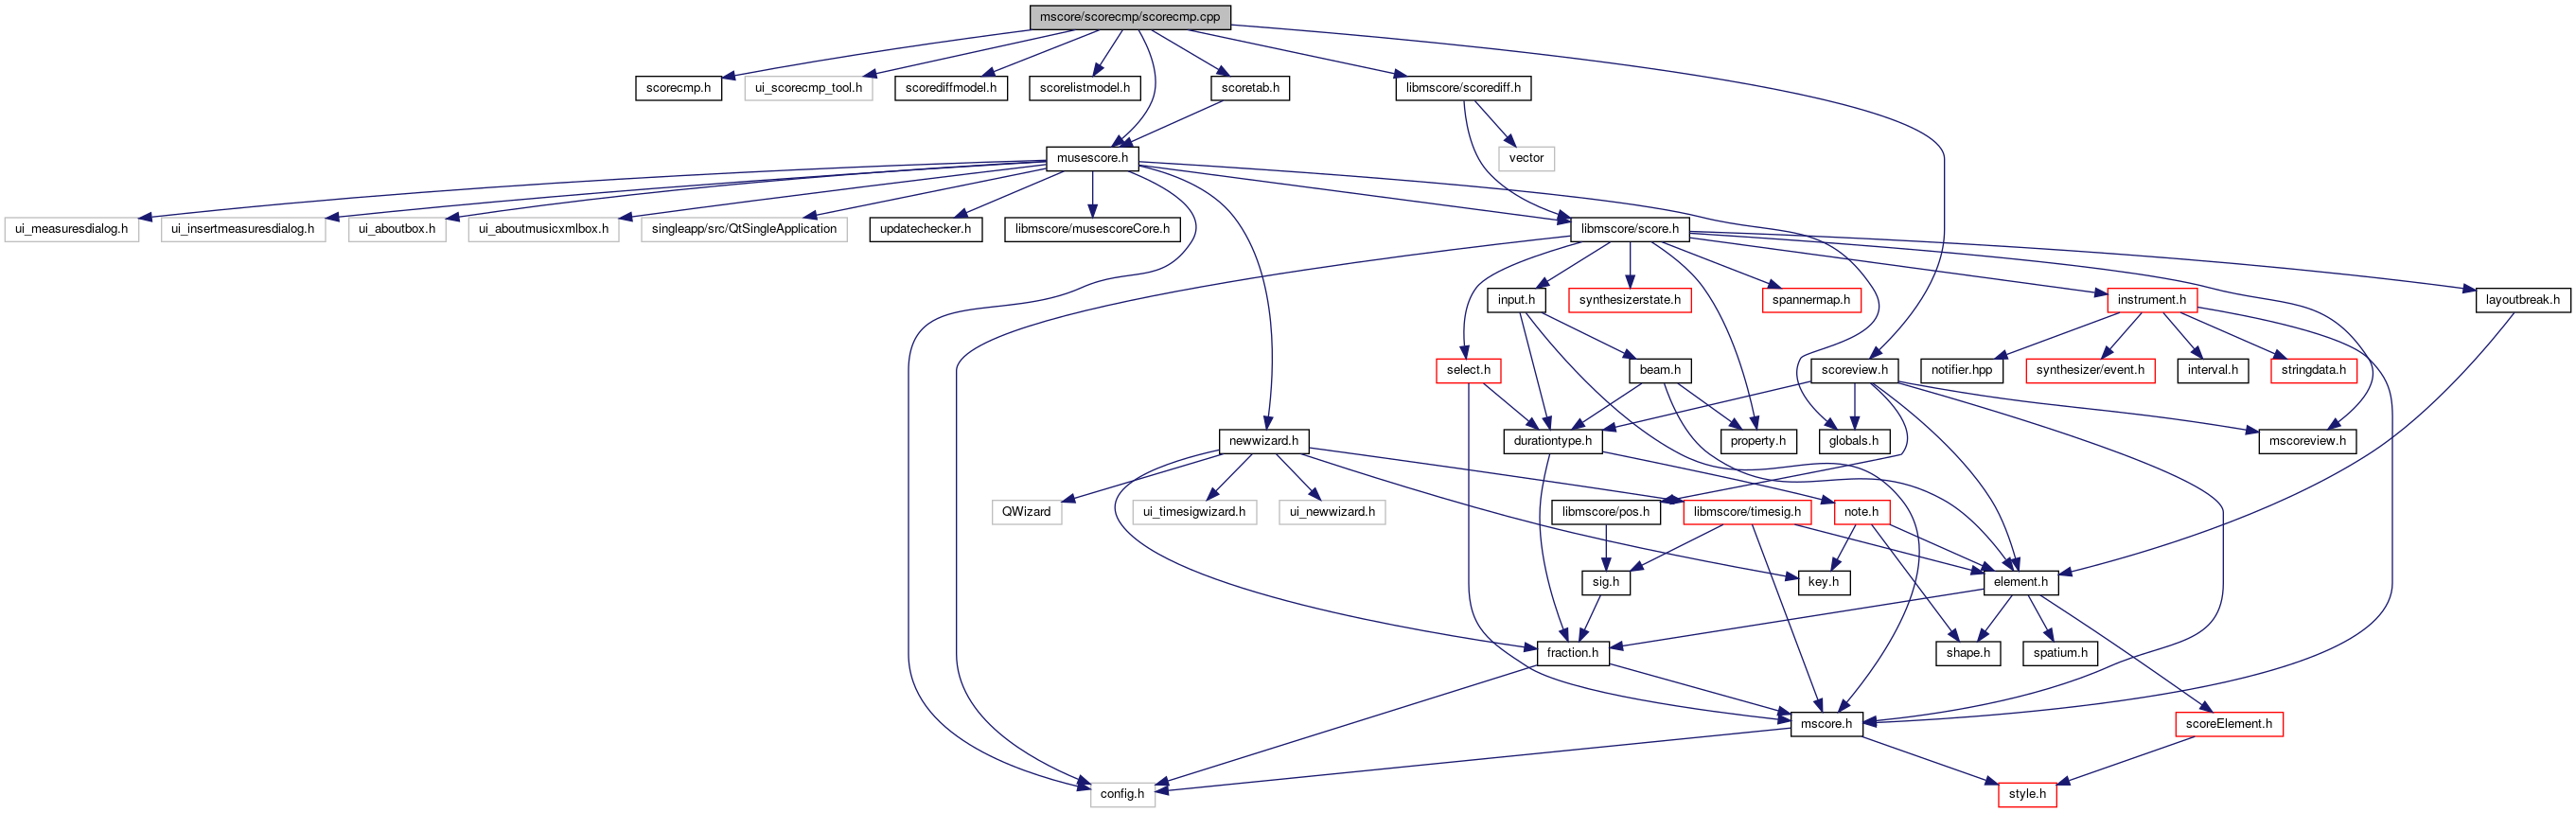 mscore/scorecmp/scorecmp.cpp
scorecmp.h
ui_scorecmp_tool.h
scorediffmodel.h
scorelistmodel.h
scoretab.h
libmscore/scorediff.h
musescore.h
vector
ui_measuresdialog.h
ui_insertmeasuresdialog.h
ui_aboutbox.h
ui_aboutmusicxmlbox.h
singleapp/src/QtSingleApplication
updatechecker.h
libmscore/musescoreCore.h
libmscore/score.h
input.h
synthesizerstate.h
spannermap.h
instrument.h
layoutbreak.h
select.h
beam.h
scoreview.h
notifier.hpp
synthesizer/event.h
interval.h
stringdata.h
newwizard.h
durationtype.h
property.h
globals.h
mscoreview.h
QWizard
ui_timesigwizard.h
ui_newwizard.h
libmscore/pos.h
libmscore/timesig.h
note.h
sig.h
key.h
element.h
fraction.h
shape.h
spatium.h
mscore.h
scoreElement.h
config.h
style.h